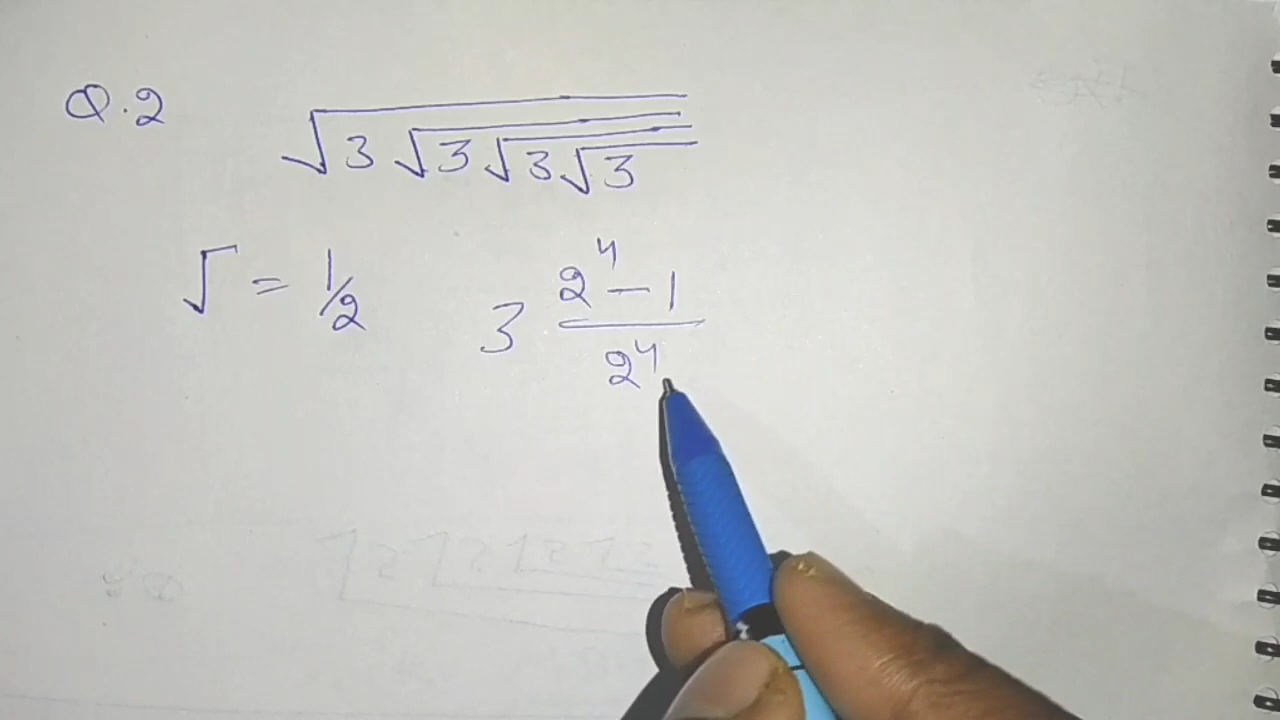 Q.2 √3√3√3√3
√ = 1/2
3 (2^4 - 1)/2^4